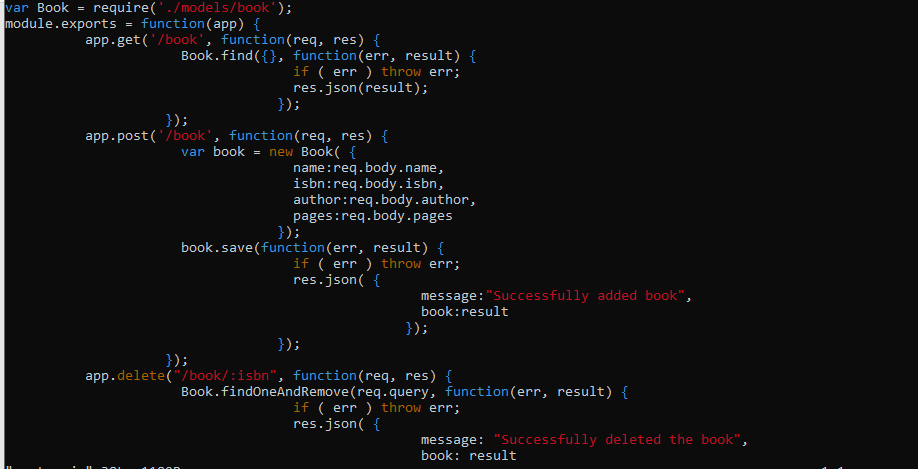 var Book = require('./models/book');
module.exports = function(app) {
app.get('/book', function(req, res) {
Book.find({}, function(err, result) {
if ( err ) throw err;
res.json(result);
});
});
app.post('/book', function(req, res) {
var book = new Book( {
name:req.body.name,
isbn:req.body.isbn,
author:req.body.author,
pages:req.body.pages
});
book.save(function(err, result) {
if ( err ) throw err;
res.json( {
message:"Successfully added book",
book:result
});
});
});
app.delete("/book/:isbn", function(req, res) {
Book.findOneAndRemove(req.query, function(err, result) {
if ( err ) throw err;
res.json( {
message: "Successfully deleted the book",
book: result